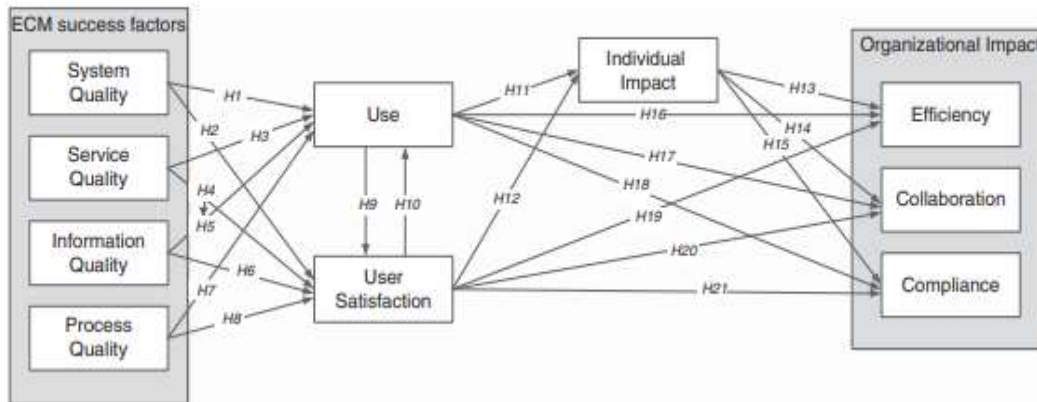 ECM success factors
System
Quality
Service
Quality
Information
Quality
Process
Quality
H1
H2
H3
H4
H5
H6
H7
H8
Use
H9
H10
User
Satisfaction
H11
H12
Individual
Impact
H13
H14
H15
H16
H17
H18
H19
H20
H21
Organizational Impact
Efficiency
Collaboration
Compliance